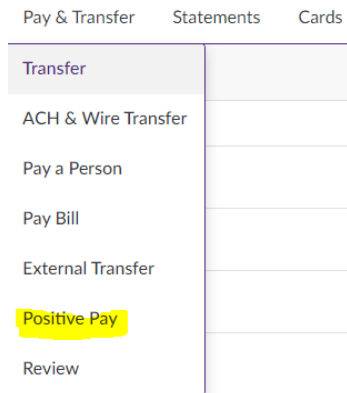 Pay & Transfer Statements Cards
Transfer
ACH & Wire Transfer
Pay a Person
Pay Bill
External Transfer
Positive Pay
Review